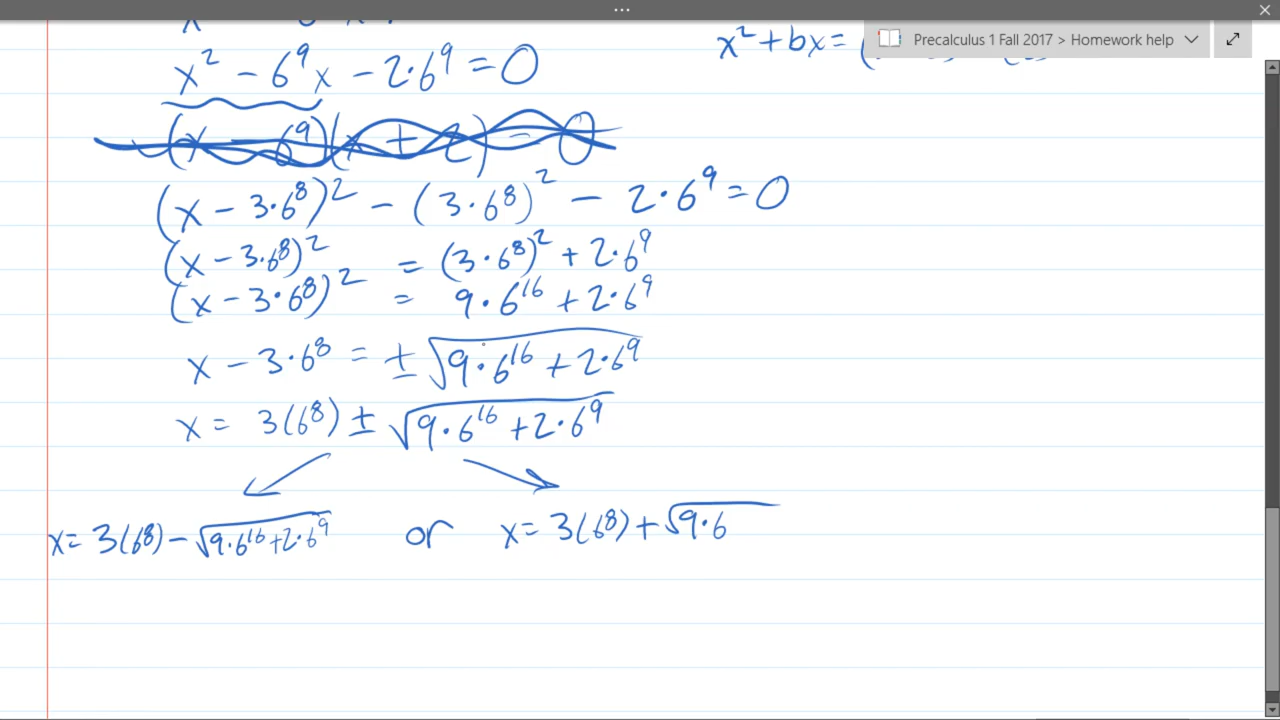 x² + bx =
Precalculus 1 Fall 2017 > Homework help
x² - 6⁹x - 2·6⁹ = 0
(x - 6⁹)(x + 2) = 0
(x - 3·6⁸)² - (3·6⁸)² - 2·6⁹ = 0
(x - 3·6⁸)² = (3·6⁸)² + 2·6⁹
(x - 3·6⁸)² = 9·6¹⁶ + 2·6⁹
x - 3·6⁸ = ± √(9·6¹⁶ + 2·6⁹)
x = 3(6⁸) ± √(9·6¹⁶ + 2·6⁹)
x = 3(6⁸) - √(9·6¹⁶ + 2·6⁹) or x = 3(6⁸) + √(9·6